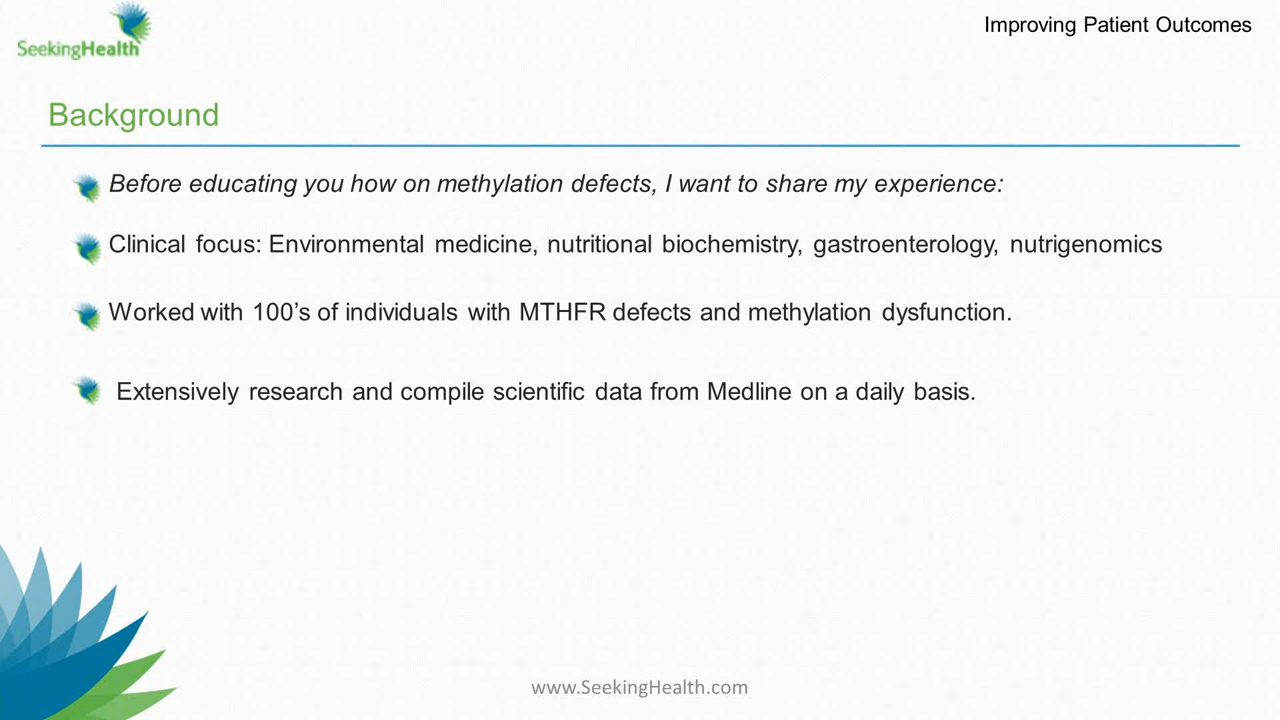 SeekingHealth
Improving Patient Outcomes
Background
Before educating you how on methylation defects, I want to share my experience:
Clinical focus: Environmental medicine, nutritional biochemistry, gastroenterology, nutrigenomics
Worked with 100’s of individuals with MTHFR defects and methylation dysfunction.
Extensively research and compile scientific data from Medline on a daily basis.
www.SeekingHealth.com